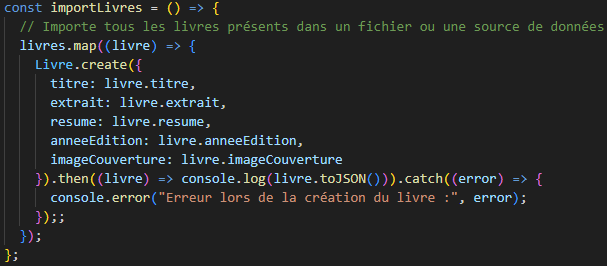 const importLivres = () => {
// Importe tous les livres présents dans un fichier ou une source de données
livres.map((livre) => {
Livre.create({
titre: livre.titre,
extrait: livre.extrait,
resume: livre.resume,
anneeEdition: livre.anneeEdition,
imageCouverture: livre.imageCouverture
}).then((livre) => console.log(livre.toJSON())).catch((error) => {
console.error("Erreur lors de la création du livre :", error);
});;
});
};